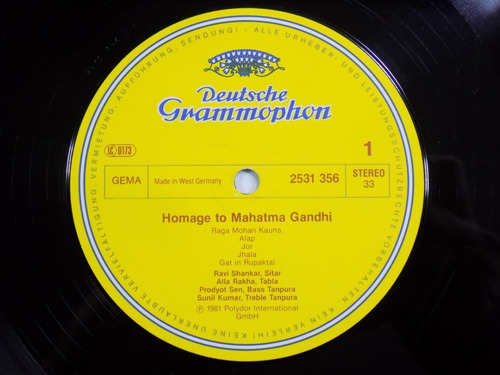 ALLE URHEBER- UND LEISTUNGSSCHUTZRECHTE VORBEHALTEN · KEIN VERLEIH! KEINE UNERLAUBTE VERVIELFÄLTIGUNG, VERMIETUNG, AUFFÜHRUNG, SENDUNG! -
Deutsche
Grammophon
1
LC 0173
GEMA
Made in West Germany
2531 356
STEREO
33
Homage to Mahatma Gandhi
Raga Mohan Kauns
Alap
Jor
Jhala
Gat in Rupaktal
Ravi Shankar, Sitar
Alla Rakha, Tabla
Prodyot Sen, Bass Tanpura
Sunil Kumar, Treble Tanpura
Ⓟ 1981 Polydor International
GmbH